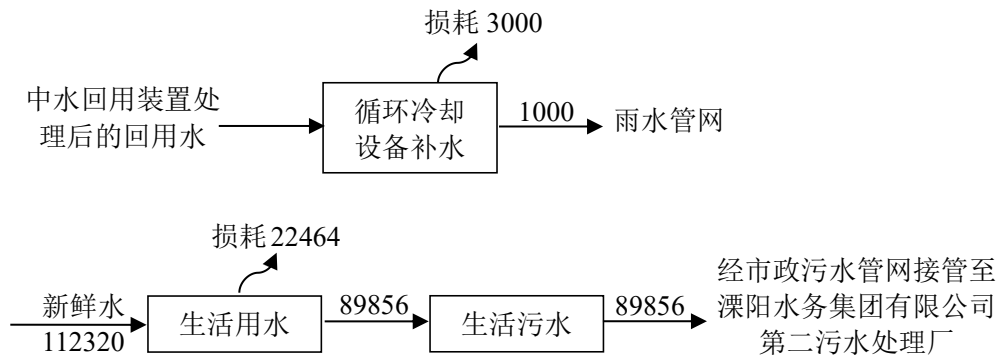 损耗 3000
中水回用装置处
理后的回用水
循环冷却
设备补水
1000
雨水管网
损耗 22464
新鲜水
112320
生活用水
89856
生活污水
89856
经市政污水管网接管至
溧阳水务集团有限公司
第二污水处理厂